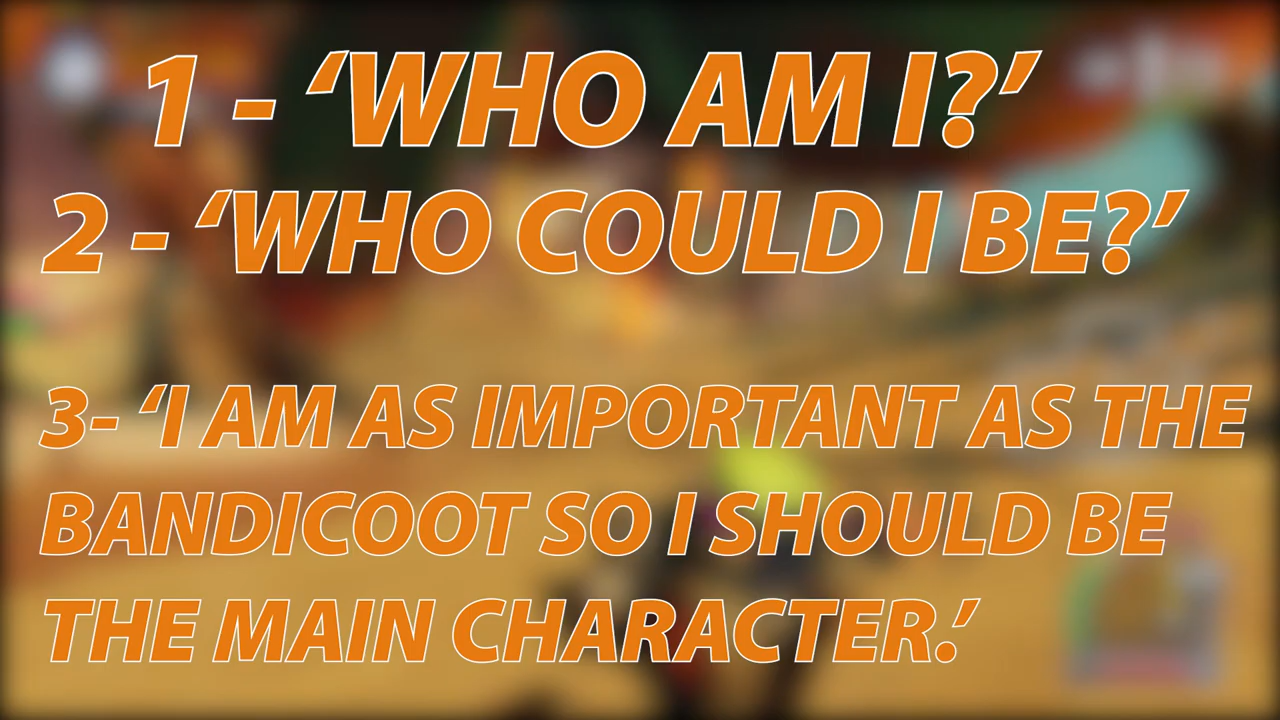 1 - ‘WHO AM I?’
2 - ‘WHO COULD I BE?’
3- ‘I AM AS IMPORTANT AS THE
BANDICOOT SO I SHOULD BE
THE MAIN CHARACTER.’